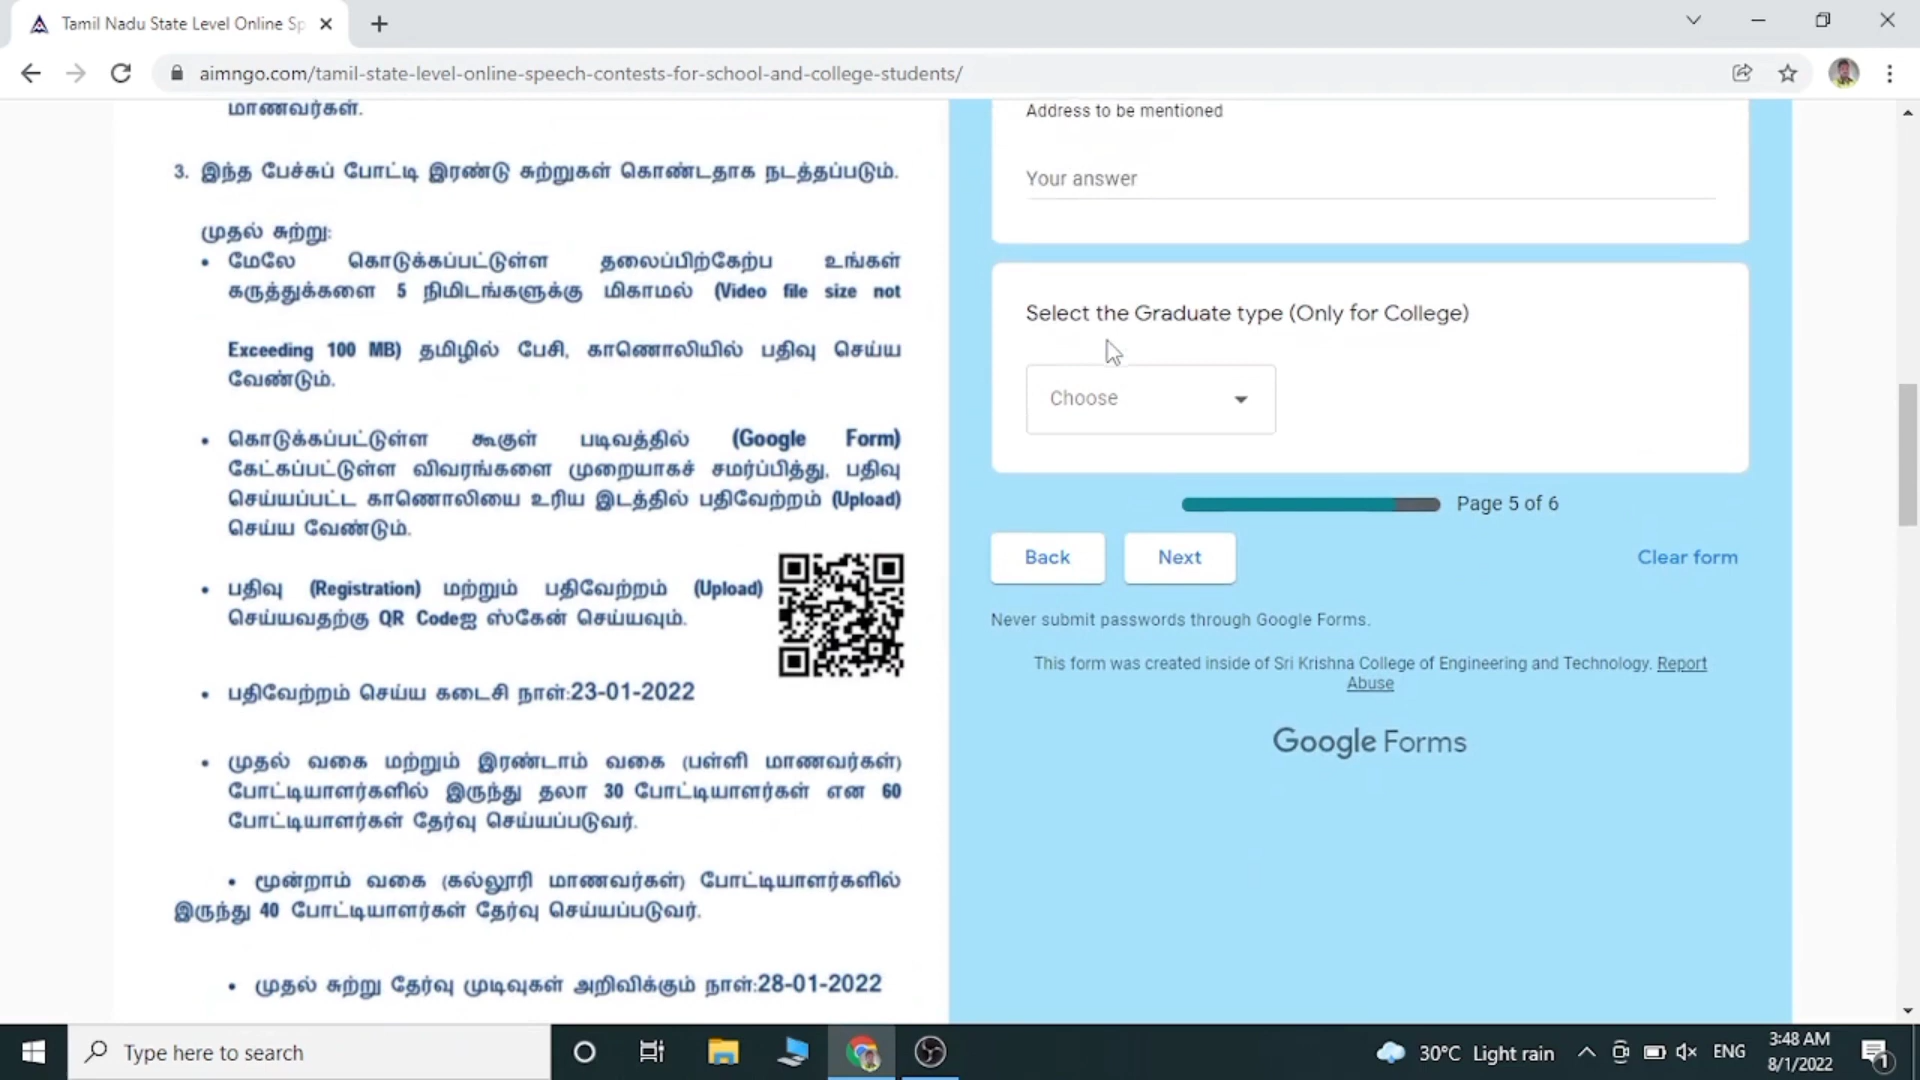 Tamil Nadu State Level Online Sp
aimngo.com/tamil-state-level-online-speech-contests-for-school-and-college-students/
மாணவர்கள்.
3. இந்த பேச்சுப் போட்டி இரண்டு சுற்றுகள் கொண்டதாக நடத்தப்படும்.
முதல் சுற்று:
• மேலே கொடுக்கப்பட்டுள்ள தலைப்பிற்கேற்ப உங்கள்
கருத்துக்களை 5 நிமிடங்களுக்கு மிகாமல் (Video file size not
Exceeding 100 MB) தமிழில் பேசி, காணொலியில் பதிவு செய்ய
வேண்டும்.
• கொடுக்கப்பட்டுள்ள கூகுள் படிவத்தில் (Google Form)
கேட்கப்பட்டுள்ள விவரங்களை முறையாகச் சமர்ப்பித்து, பதிவு
செய்யப்பட்ட காணொலியை உரிய இடத்தில் பதிவேற்றம் (Upload)
செய்ய வேண்டும்.
• பதிவு (Registration) மற்றும் பதிவேற்றம் (Upload)
செய்யவதற்கு QR Codeஐ ஸ்கேன் செய்யவும்.
• பதிவேற்றம் செய்ய கடைசி நாள்:23-01-2022
• முதல் வகை மற்றும் இரண்டாம் வகை (பள்ளி மாணவர்கள்)
போட்டியாளர்களில் இருந்து தலா 30 போட்டியாளர்கள் என 60
போட்டியாளர்கள் தேர்வு செய்யப்படுவர்.
• மூன்றாம் வகை (கல்லூரி மாணவர்கள்) போட்டியாளர்களில்
இருந்து 40 போட்டியாளர்கள் தேர்வு செய்யப்படுவர்.
• முதல் சுற்று தேர்வு முடிவுகள் அறிவிக்கும் நாள்:28-01-2022
Address to be mentioned
Your answer
Select the Graduate type (Only for College)
Choose
Page 5 of 6
Back Next Clear form
Never submit passwords through Google Forms.
This form was created inside of Sri Krishna College of Engineering and Technology. Report
Abuse
Google Forms
Type here to search
30°C Light rain
ENG
3:48 AM
8/1/2022
1